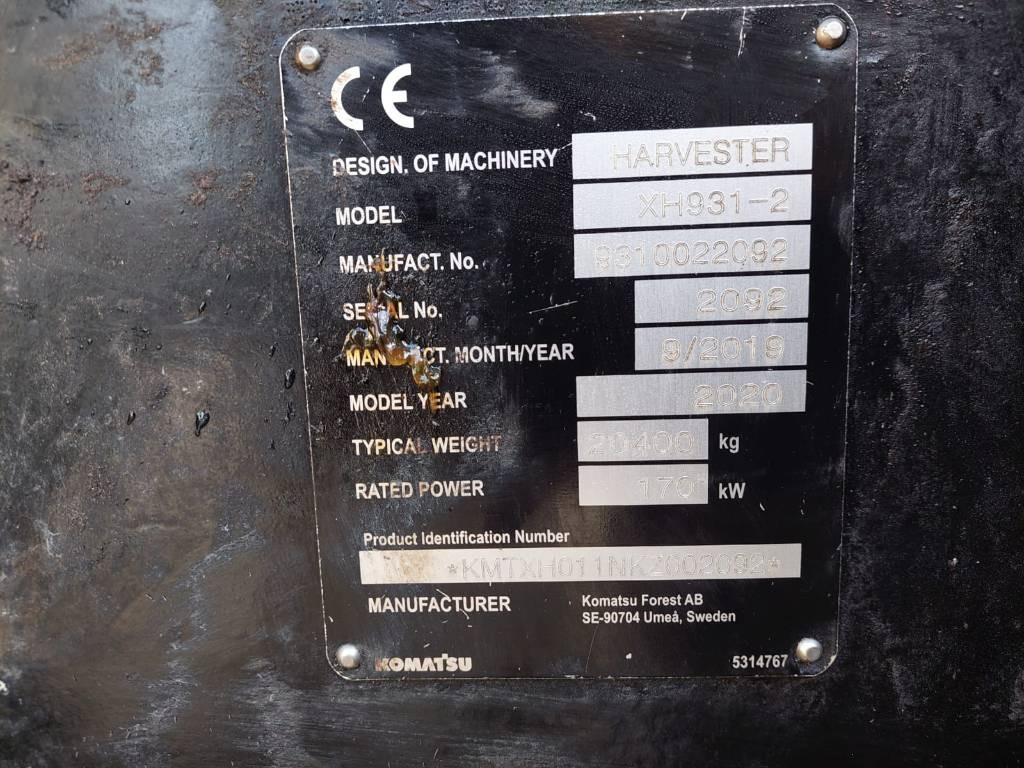 CE
DESIGN. OF MACHINERY HARVESTER
MODEL XH931-2
MANUFACT. No. 9310022092
SERIAL No. 2092
MANUFACT. MONTH/YEAR 9/2019
MODEL YEAR 2020
TYPICAL WEIGHT 20400 kg
RATED POWER 170 kW
Product Identification Number
*KMTXH011NKZ602092*
MANUFACTURER Komatsu Forest AB
SE-90704 Umeå, Sweden
KOMATSU 5314767